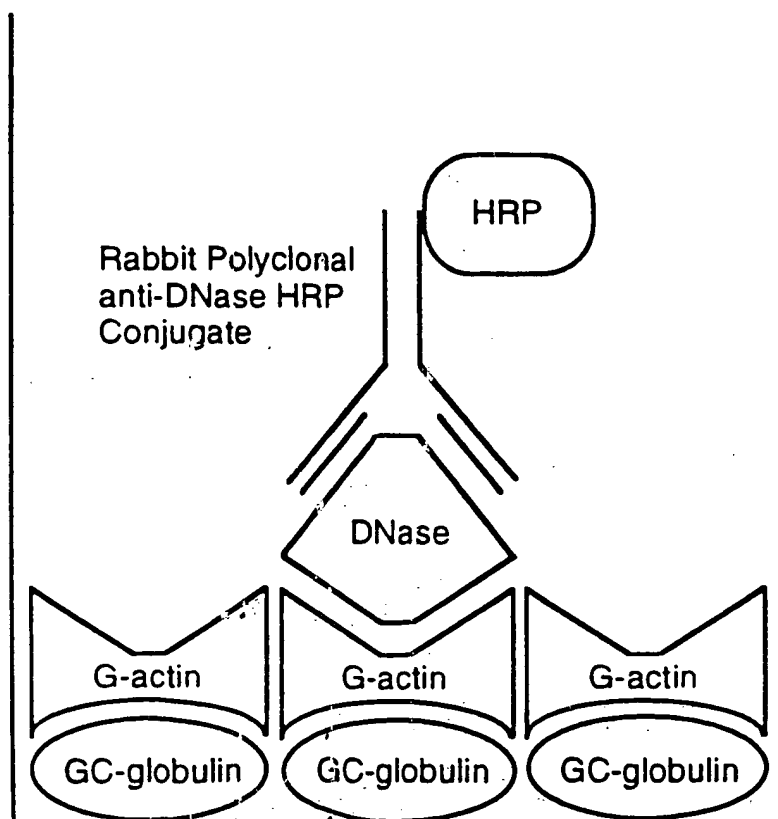 HRP
Rabbit Polyclonal
anti-DNase HRP
Conjugate
DNase
G-actin G-actin G-actin
GC-globulin GC-globulin GC-globulin